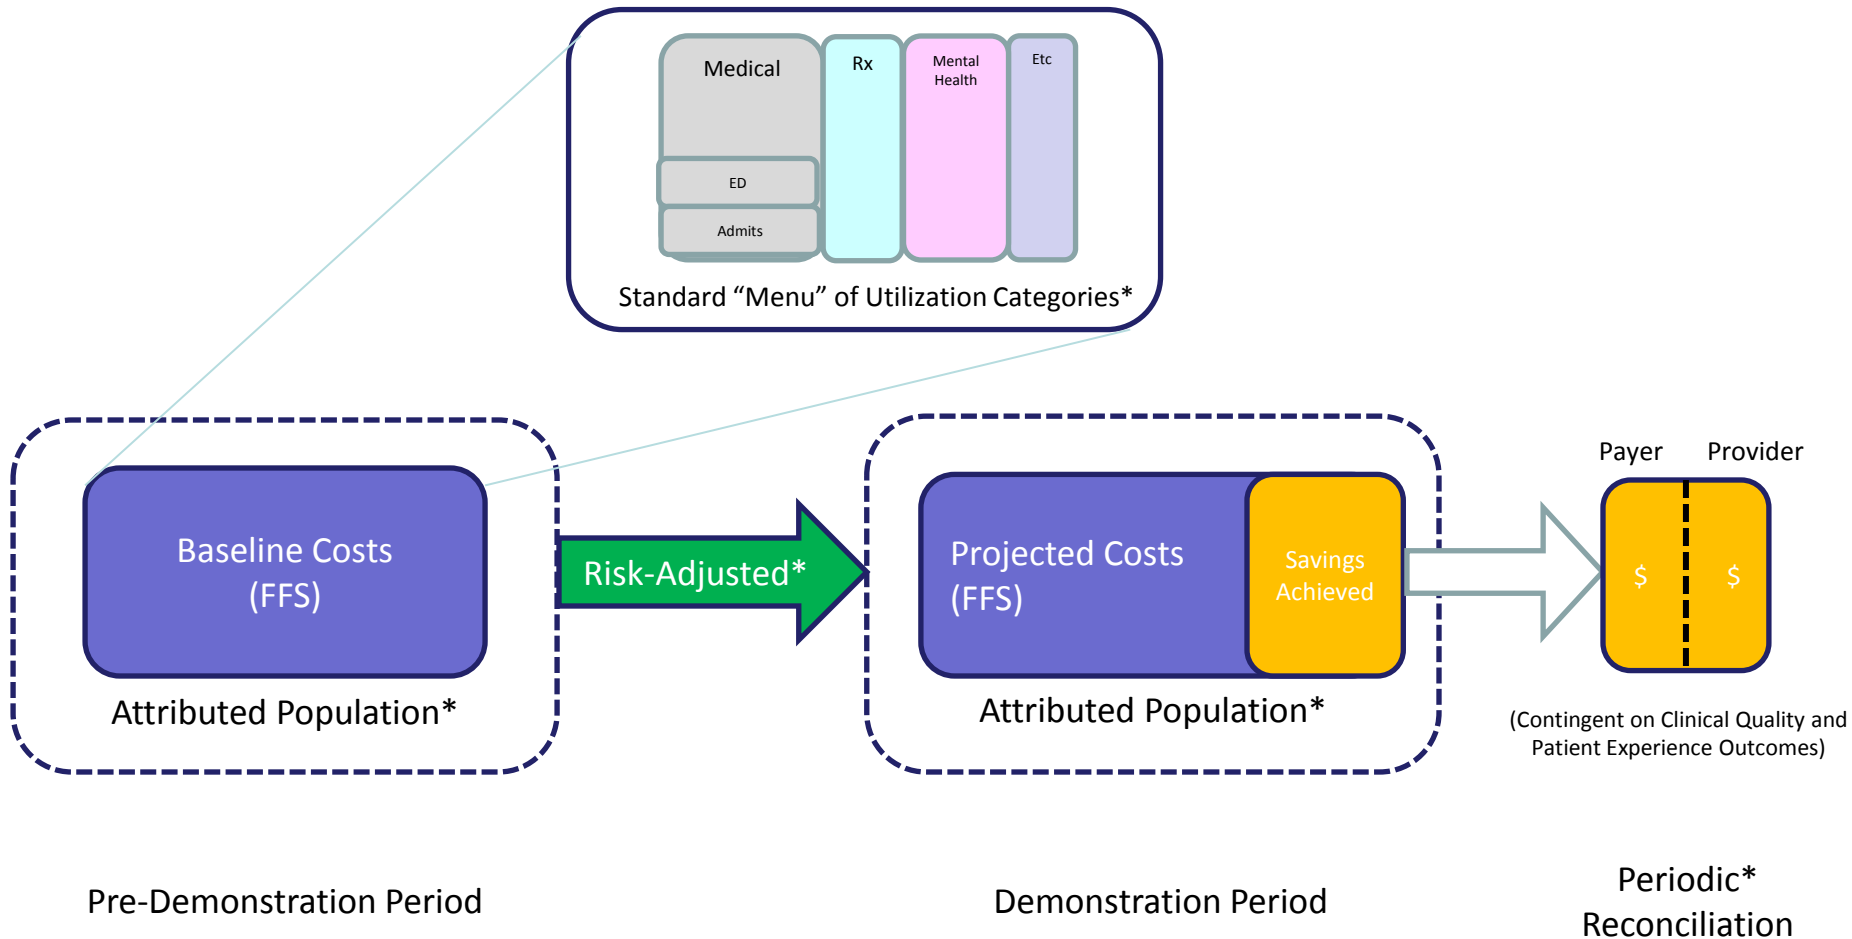 Medical
Rx
Mental
Health
Etc
ED
Admits
Standard “Menu” of Utilization Categories*
Baseline Costs
(FFS)
Attributed Population*
Risk-Adjusted*
Projected Costs
(FFS)
Savings
Achieved
Attributed Population*
Payer
Provider
$
$
(Contingent on Clinical Quality and
Patient Experience Outcomes)
Pre-Demonstration Period
Demonstration Period
Periodic*
Reconciliation